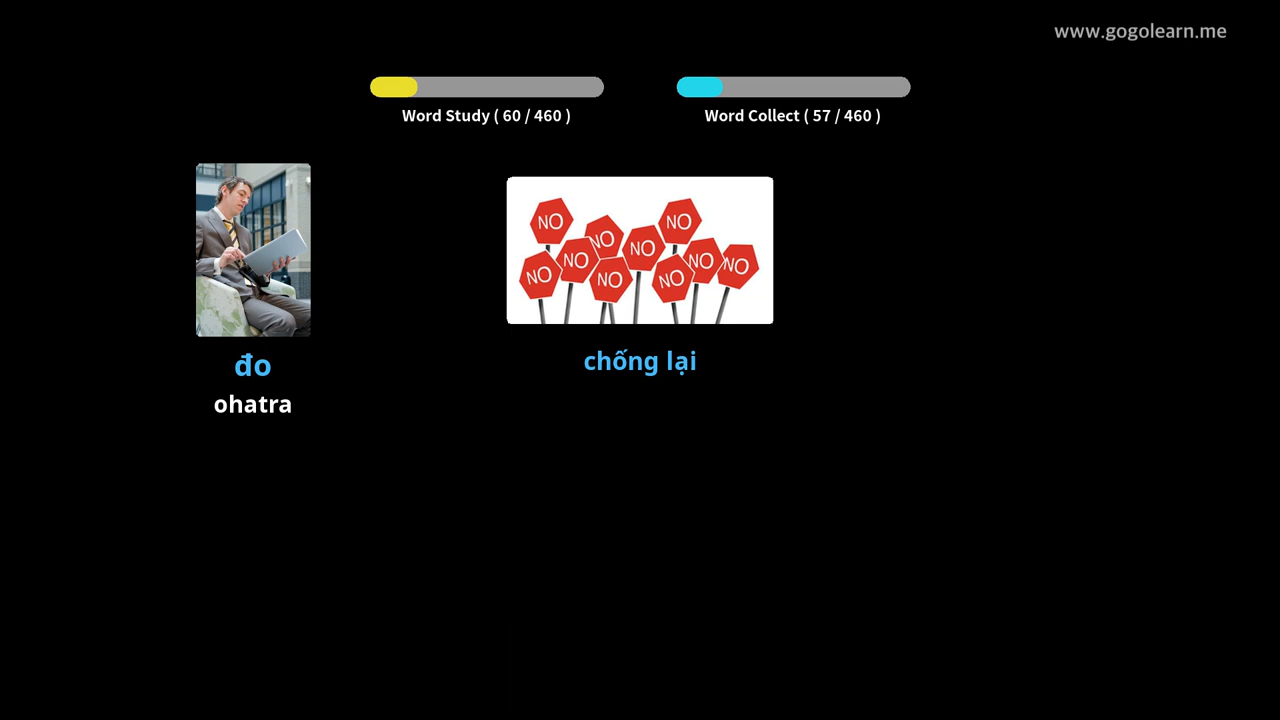 www.gogolearn.me
Word Study ( 60 / 460 )
Word Collect ( 57 / 460 )
NO
NO
NO
NO
NO
NO
NO
NO
NO
NO
đo
ohatra
chống lại